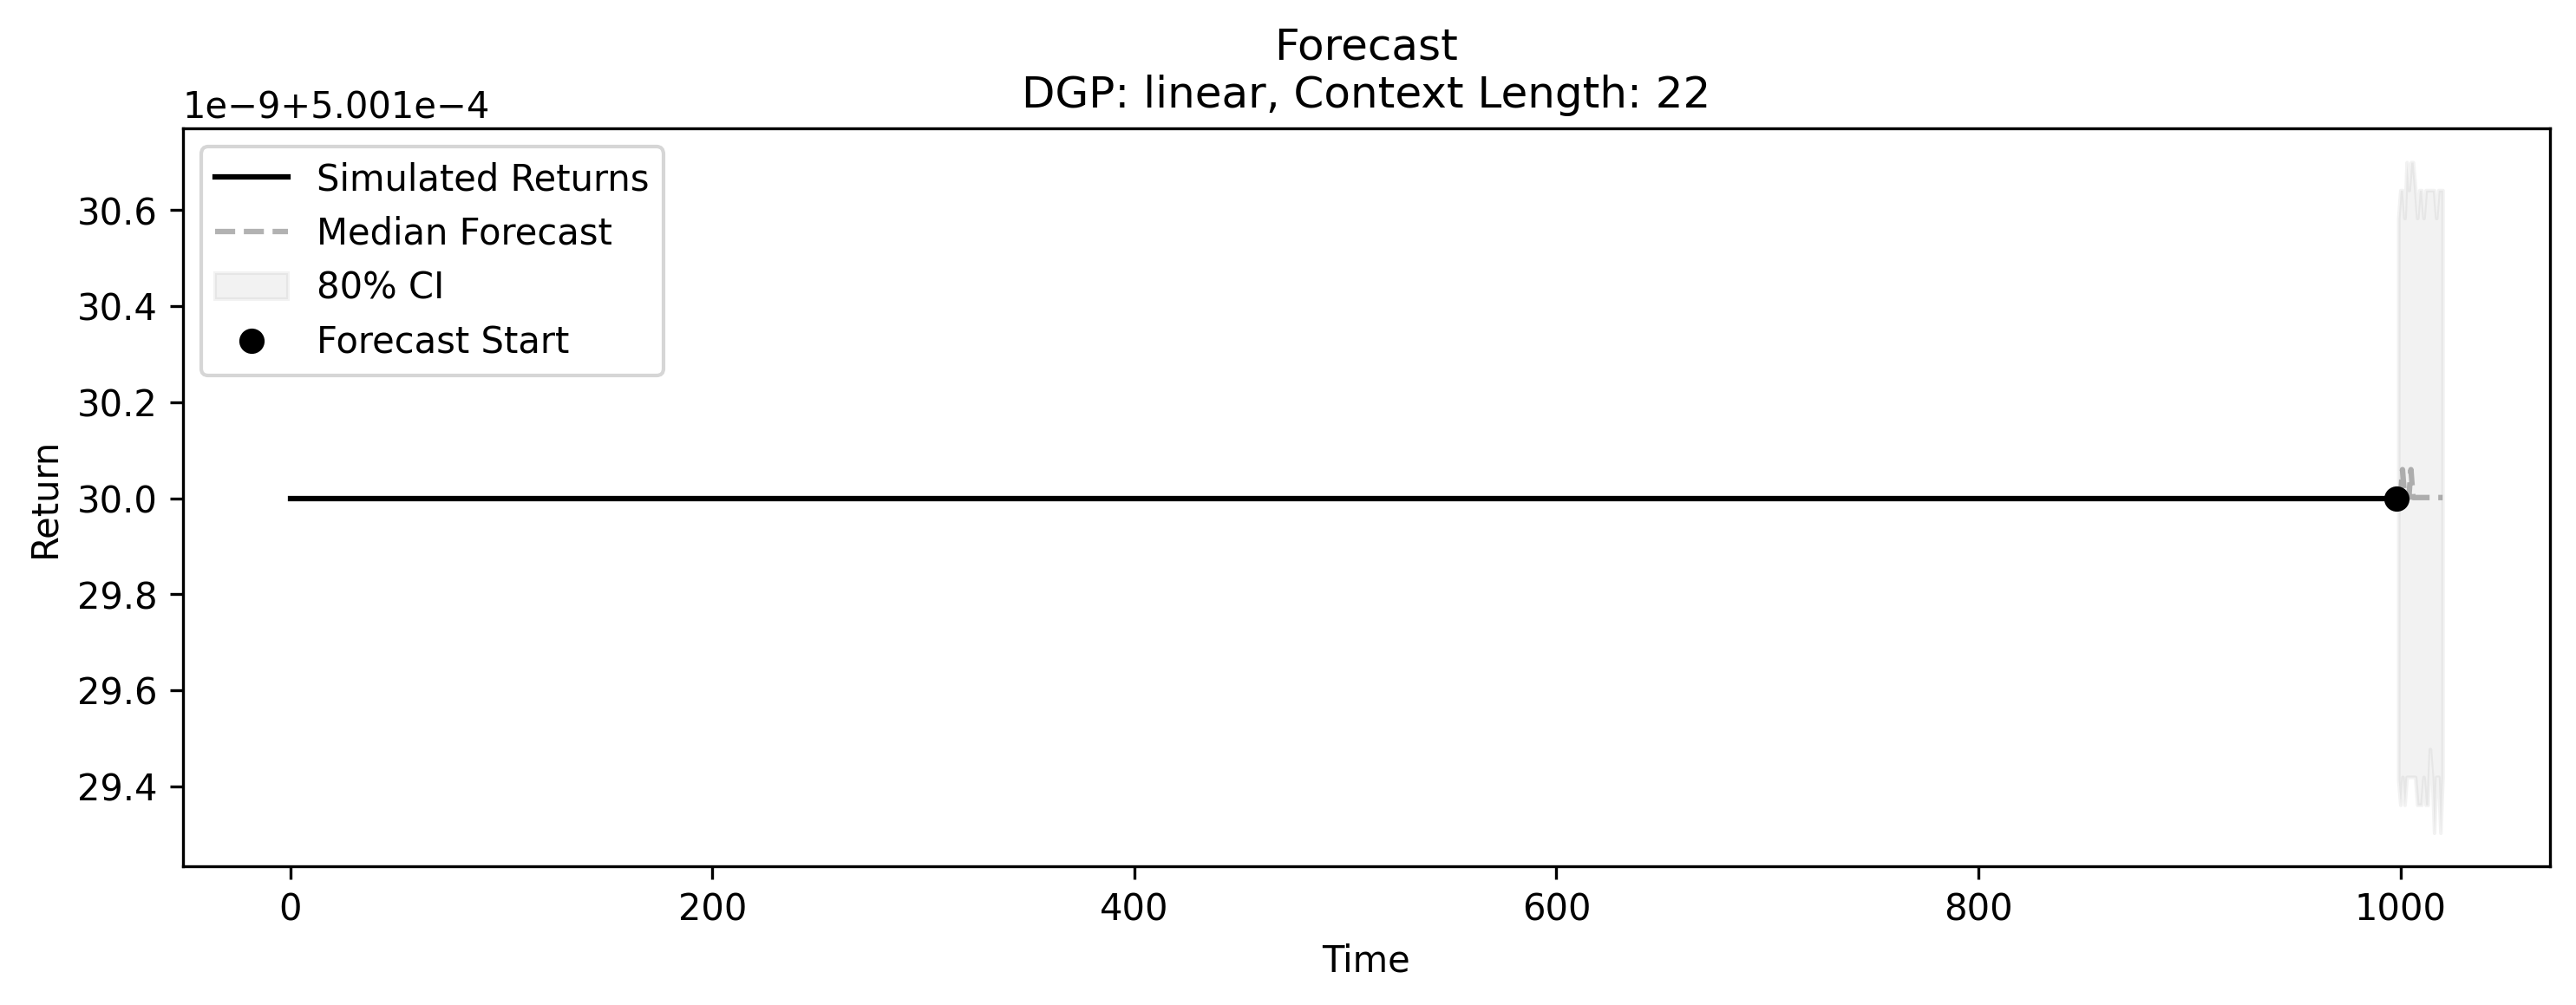 Forecast
DGP: linear, Context Length: 22
1e−9+5.001e−4
Simulated Returns
Median Forecast
80% CI
Forecast Start
30.6
30.4
30.2
30.0
29.8
29.6
29.4
Return
0 200 400 600 800 1000
Time